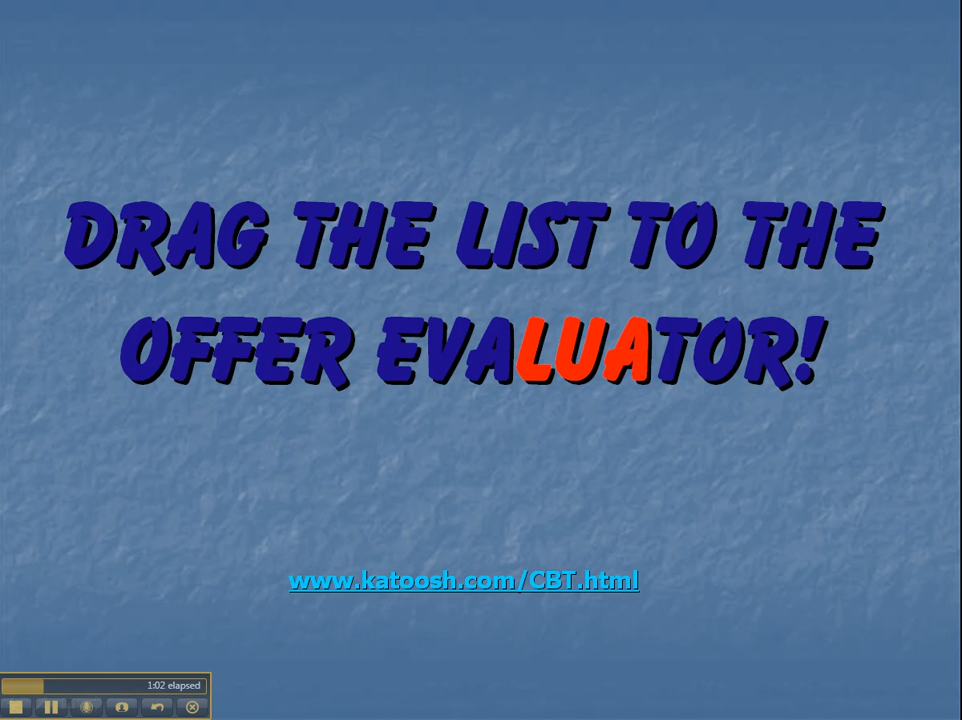 DRAG THE LIST TO THE
OFFER EVALUATOR!
www.katoosh.com/CBT.html
1:02 elapsed